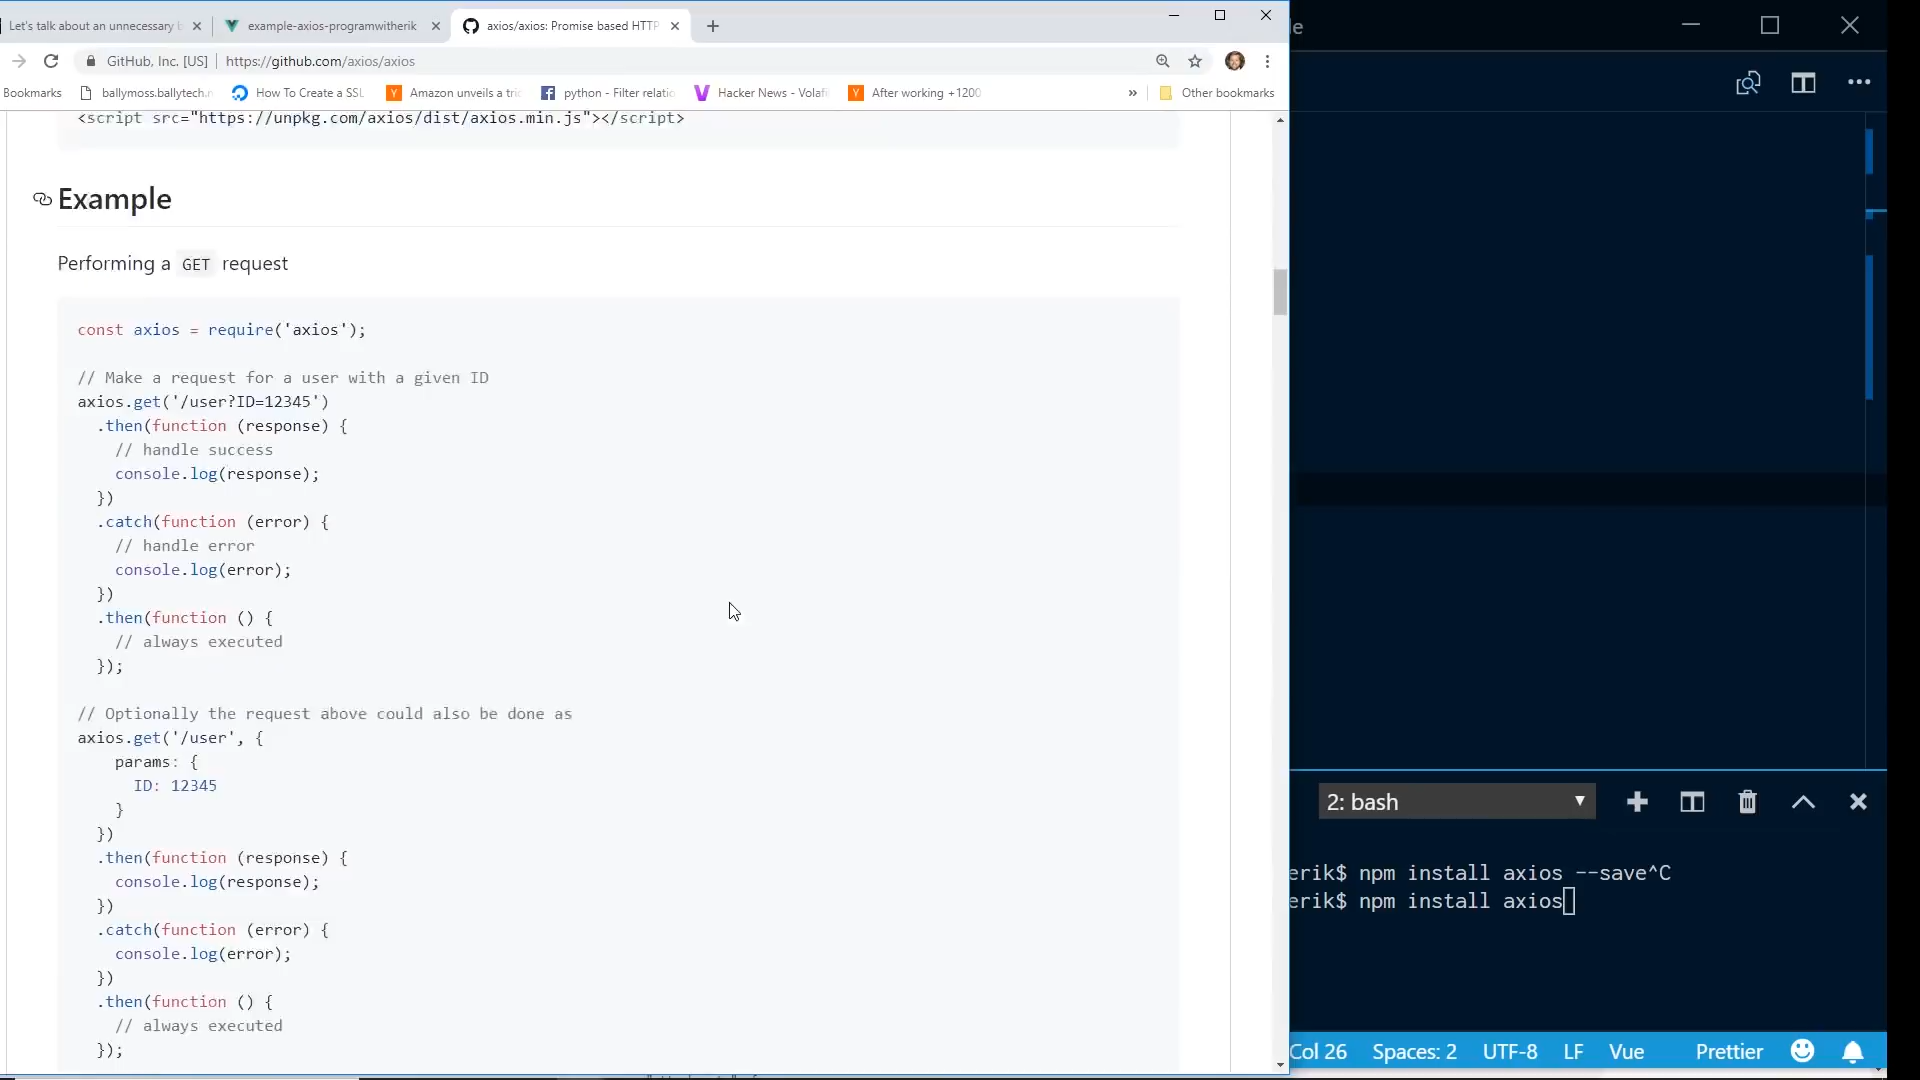 Let's talk about an unnecessary
example-axios-programwitherik
axios/axios: Promise based HTTP
GitHub, Inc. [US]
https://github.com/axios/axios
Bookmarks
ballymoss.ballytech.
How To Create a SSL
Amazon unveils a tri
python - Filter relatio
Hacker News - Volafi
After working +1200
»
Other bookmarks
<script src="https://unpkg.com/axios/dist/axios.min.js"></script>
Example
Performing a GET request
const axios = require('axios');
// Make a request for a user with a given ID
axios.get('/user?ID=12345')
.then(function (response) {
// handle success
console.log(response);
})
.catch(function (error) {
// handle error
console.log(error);
})
.then(function () {
// always executed
});
// Optionally the request above could also be done as
axios.get('/user', {
params: {
ID: 12345
}
})
.then(function (response) {
console.log(response);
})
.catch(function (error) {
console.log(error);
})
.then(function () {
// always executed
});
2: bash
erik$ npm install axios --save^C
erik$ npm install axios
Col 26
Spaces: 2
UTF-8
LF
Vue
Prettier